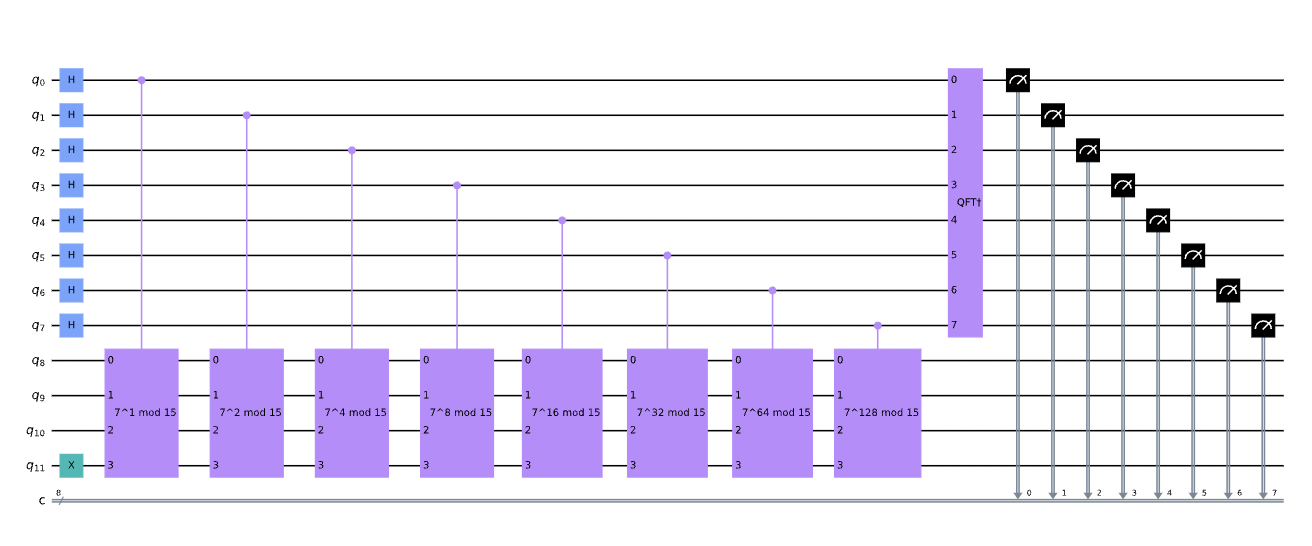 q0 H 0
q1 H 1
q2 H 2
q3 H 3
QFT†
q4 H 4
q5 H 5
q6 H 6
q7 H 7
q8 0 0 0 0 0 0 0 0
q9 1 1 1 1 1 1 1 1
7^1 mod 15 7^2 mod 15 7^4 mod 15 7^8 mod 15 7^16 mod 15 7^32 mod 15 7^64 mod 15 7^128 mod 15
q10 2 2 2 2 2 2 2 2
q11 X 3 3 3 3 3 3 3 3
c 8 0 1 2 3 4 5 6 7